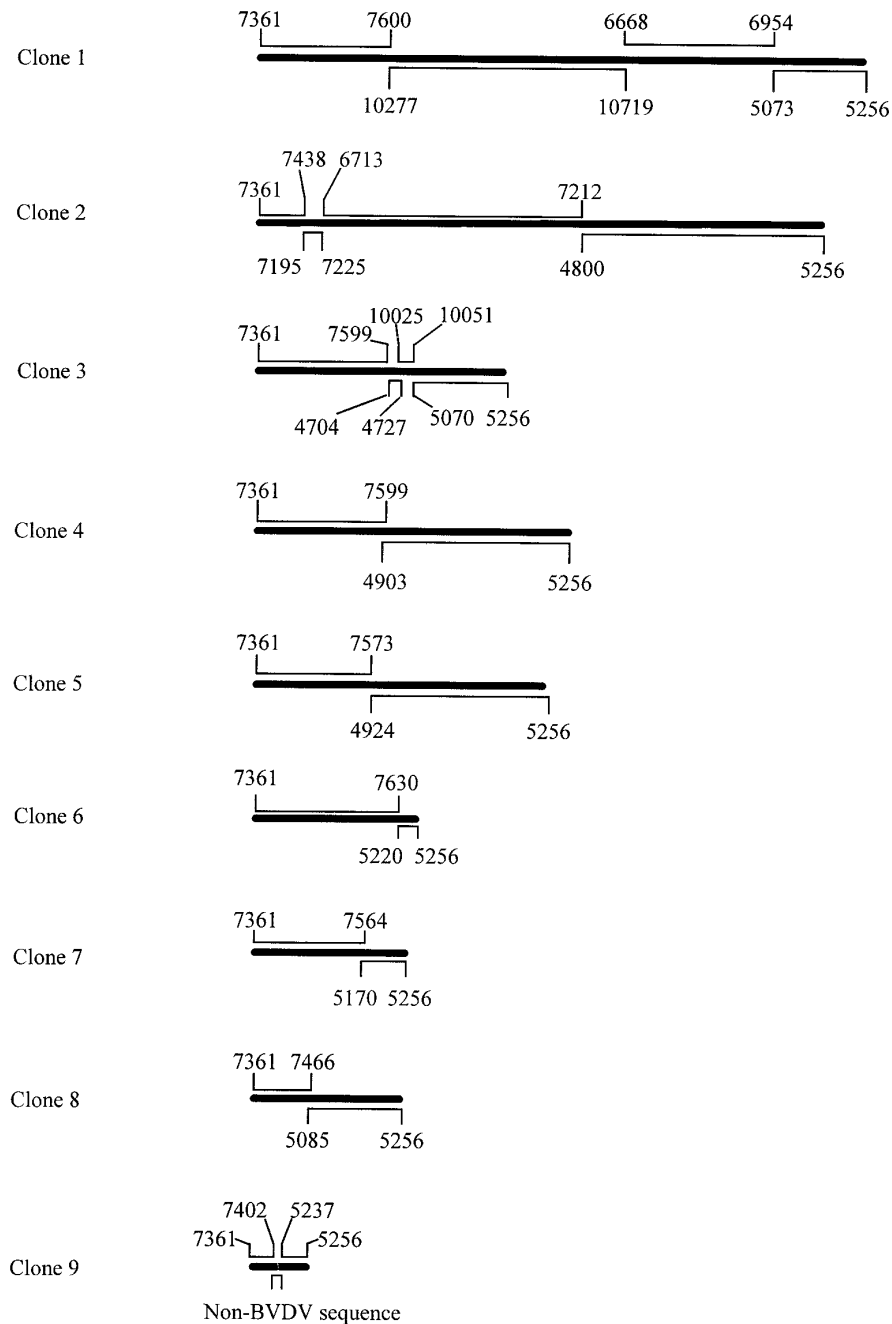 7361 7600 6668 6954
Clone 1
10277 10719 5073 5256
7438 6713
7361 7212
Clone 2
7195 7225 4800 5256
10025 10051
7361 7599
Clone 3
4704 4727 5070 5256
7361 7599
Clone 4
4903 5256
7361 7573
Clone 5
4924 5256
7361 7630
Clone 6
5220 5256
7361 7564
Clone 7
5170 5256
7361 7466
Clone 8
5085 5256
7402 5237
7361 5256
Clone 9
Non-BVDV sequence